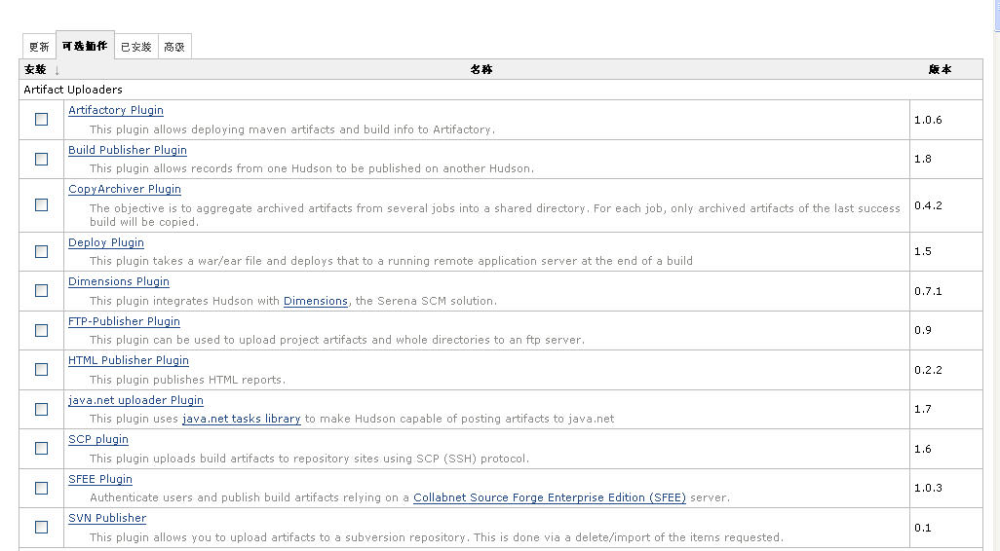 更新 可选插件 已安装 高级
安装 ↓ 名称 版本
Artifact Uploaders
Artifactory Plugin
This plugin allows deploying maven artifacts and build info to Artifactory.
1.0.6
Build Publisher Plugin
This plugin allows records from one Hudson to be published on another Hudson.
1.8
CopyArchiver Plugin
The objective is to aggregate archived artifacts from several jobs into a shared directory. For each job, only archived artifacts of the last success
build will be copied.
0.4.2
Deploy Plugin
This plugin takes a war/ear file and deploys that to a running remote application server at the end of a build
1.5
Dimensions Plugin
This plugin integrates Hudson with Dimensions, the Serena SCM solution.
0.7.1
FTP-Publisher Plugin
This plugin can be used to upload project artifacts and whole directories to an ftp server.
0.9
HTML Publisher Plugin
This plugin publishes HTML reports.
0.2.2
java.net uploader Plugin
This plugin uses java.net tasks library to make Hudson capable of posting artifacts to java.net
1.7
SCP plugin
This plugin uploads build artifacts to repository sites using SCP (SSH) protocol.
1.6
SFEE Plugin
Authenticate users and publish build artifacts relying on a Collabnet Source Forge Enterprise Edition (SFEE) server.
1.0.3
SVN Publisher
This plugin allows you to upload artifacts to a subversion repository. This is done via a delete/import of the items requested.
0.1